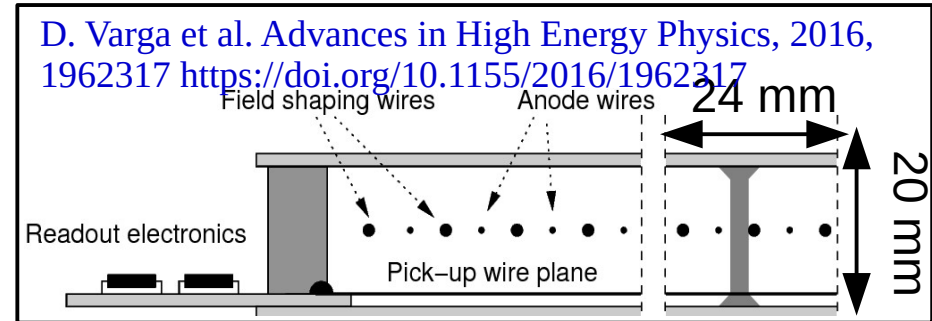 D. Varga et al. Advances in High Energy Physics, 2016,
1962317 https://doi.org/10.1155/2016/1962317
Field shaping wires
Anode wires
24 mm
20 mm
Readout electronics
Pick-up wire plane